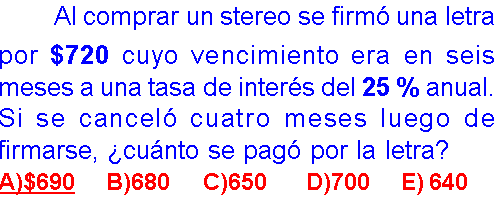 Al comprar un stereo se firmó una letra
por $720 cuyo vencimiento era en seis
meses a una tasa de interés del 25 % anual.
Si se canceló cuatro meses luego de
firmarse, ¿cuánto se pagó por la letra?
A)$690 B)680 C)650 D)700 E) 640